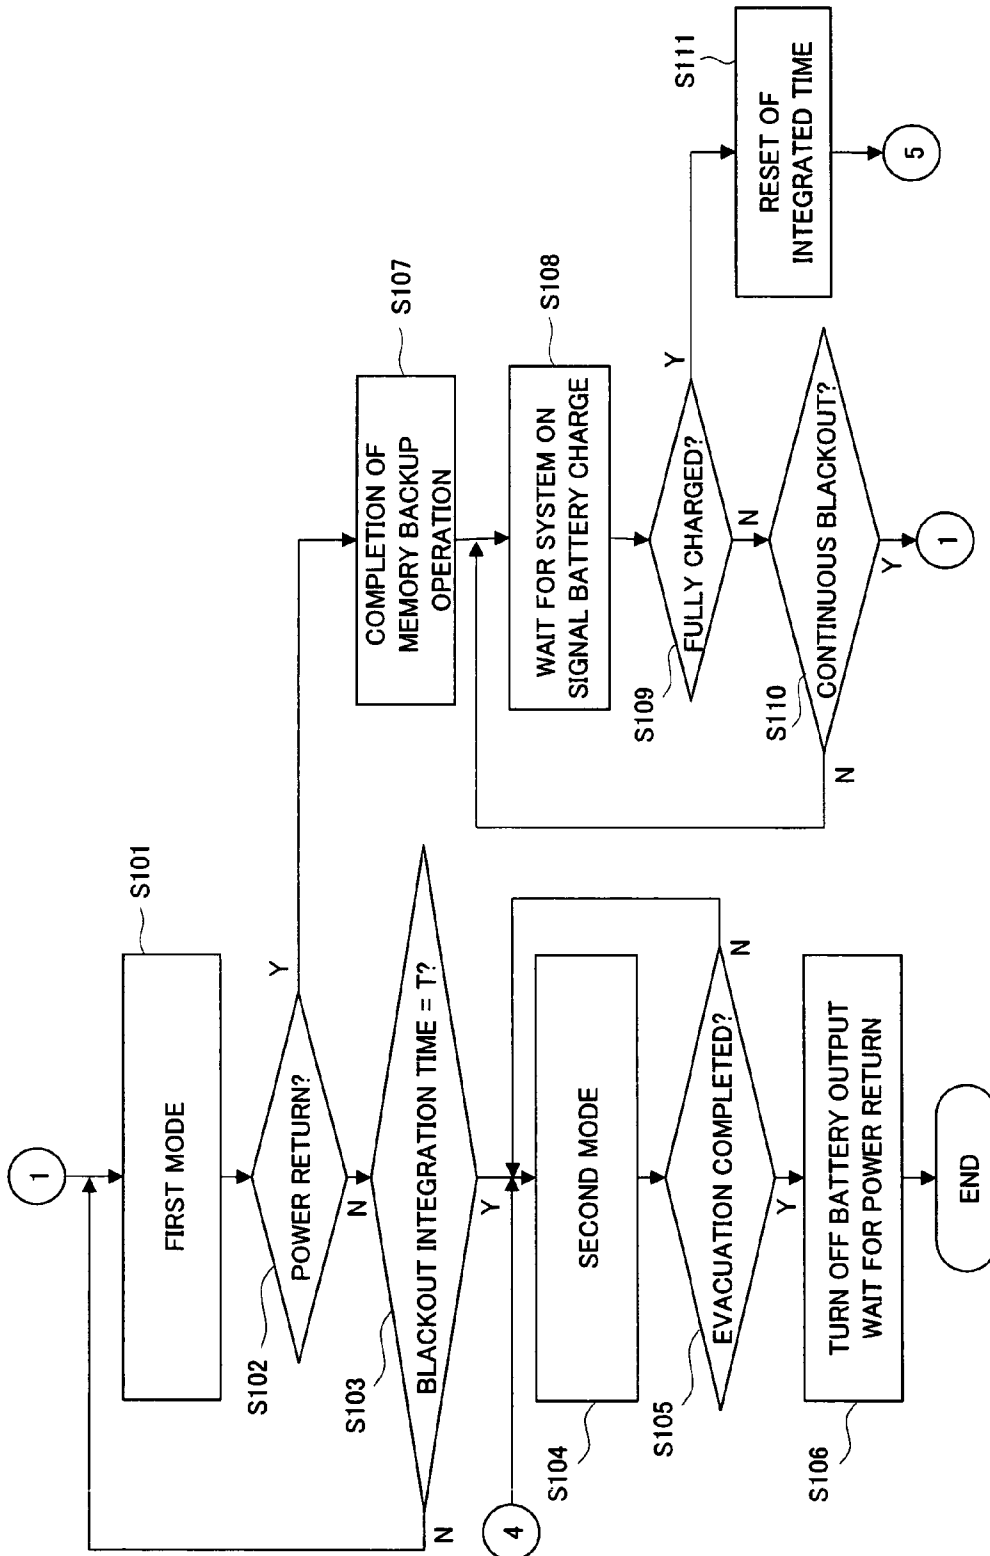 1
S101
FIRST MODE
S102
POWER RETURN?
Y
N
S103
BLACKOUT INTEGRATION TIME = T?
N
Y
4
S104
SECOND MODE
S105
EVACUATION COMPLETED?
N
Y
S106
TURN OFF BATTERY OUTPUT
WAIT FOR POWER RETURN
END
S107
COMPLETION OF
MEMORY BACKUP
OPERATION
S108
WAIT FOR SYSTEM ON
SIGNAL BATTERY CHARGE
S109
FULLY CHARGED?
Y
N
S110
CONTINUOUS BLACKOUT?
N
Y
1
S111
RESET OF
INTEGRATED TIME
5